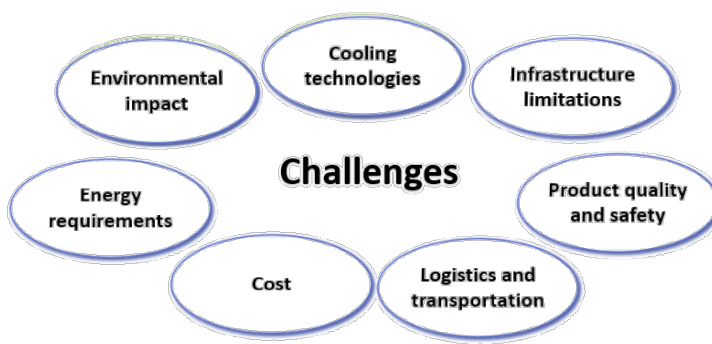 Cooling
technologies
Environmental
impact
Infrastructure
limitations
Challenges
Energy
requirements
Product quality
and safety
Cost
Logistics and
transportation